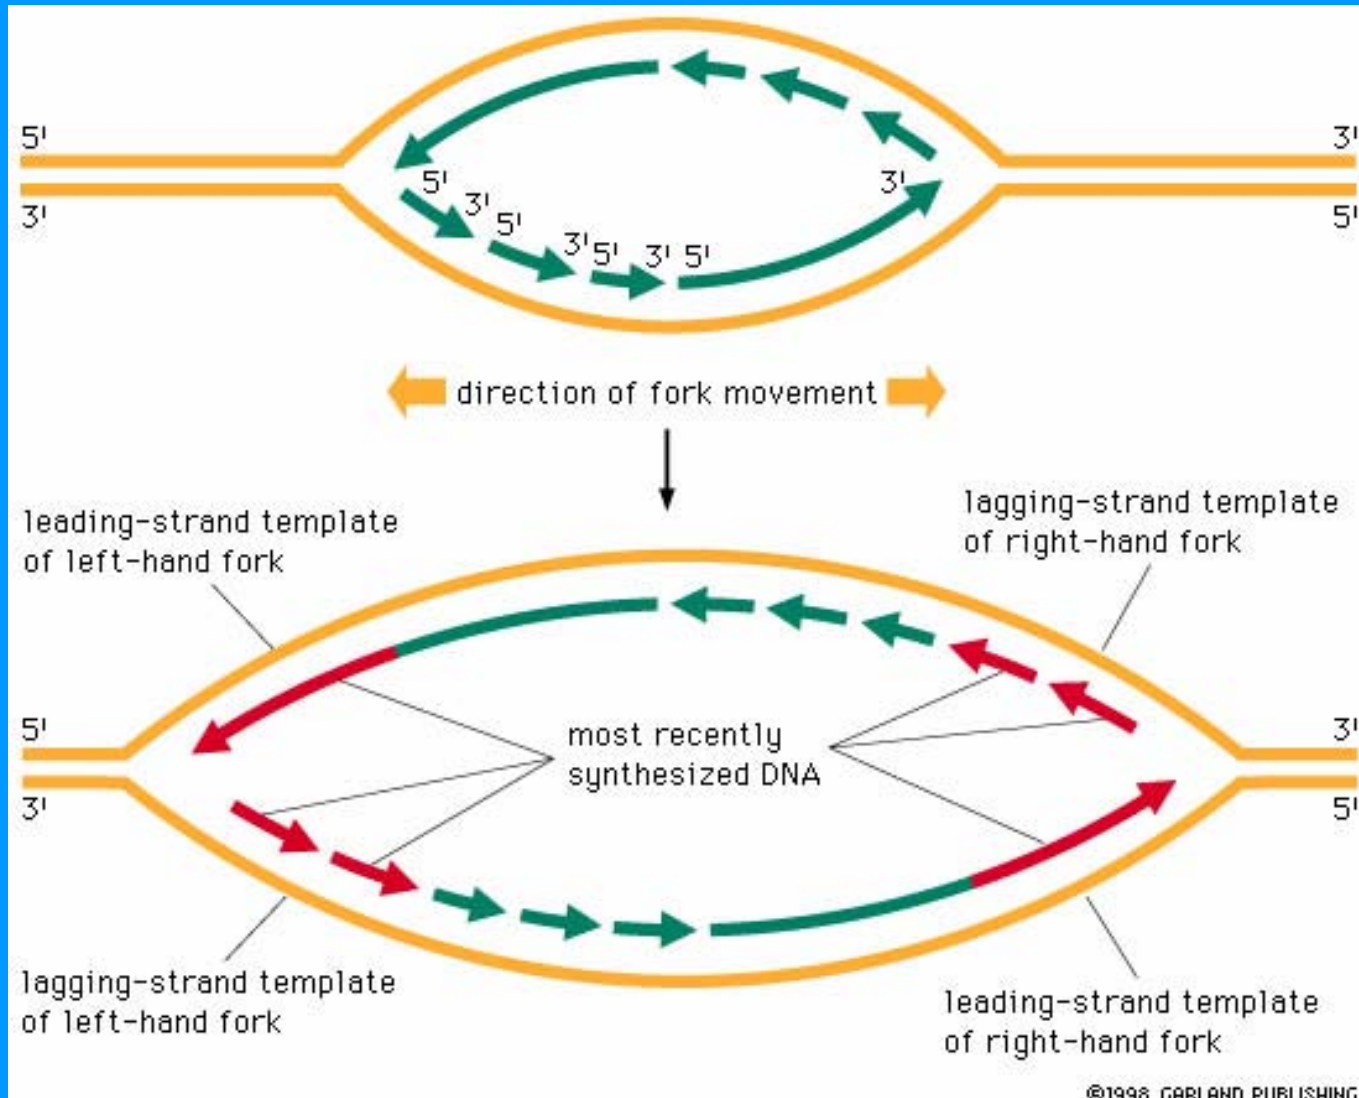 5'
3'
3'
5'
5'
3'
5'
3'
5'
3'
5'
3'
direction of fork movement
leading-strand template
of left-hand fork
lagging-strand template
of right-hand fork
5'
3'
most recently
synthesized DNA
3'
5'
lagging-strand template
of left-hand fork
leading-strand template
of right-hand fork
©1998 GARLAND PUBLISHING